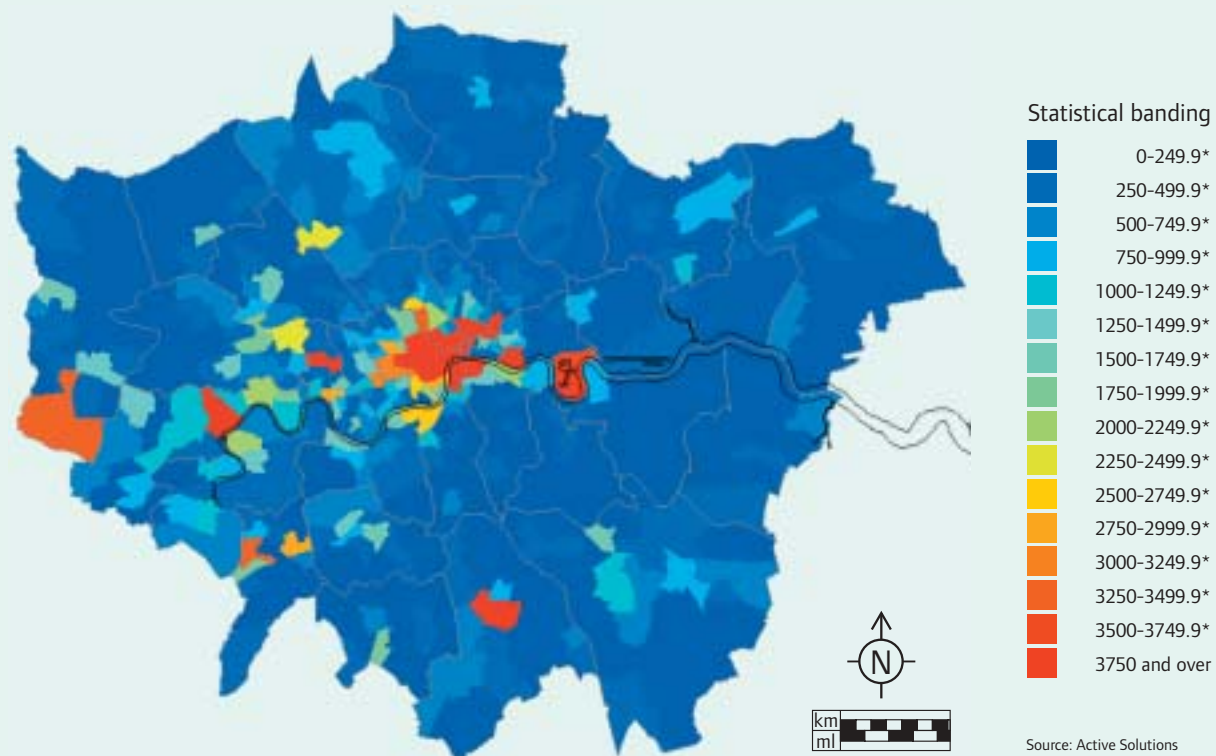 Statistical banding
0-249.9*
250-499.9*
500-749.9*
750-999.9*
1000-1249.9*
1250-1499.9*
1500-1749.9*
1750-1999.9*
2000-2249.9*
2250-2499.9*
2500-2749.9*
2750-2999.9*
3000-3249.9*
3250-3499.9*
3500-3749.9*
3750 and over
N
km
ml
Source: Active Solutions